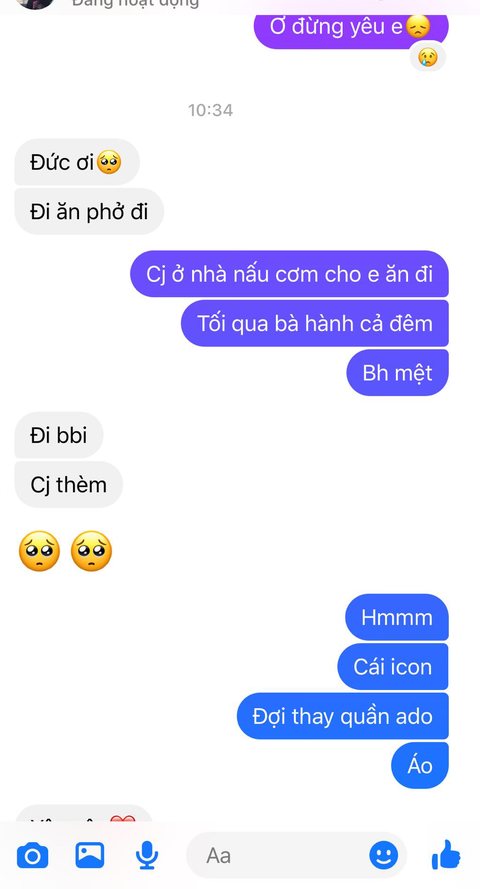 Đang hoạt động
Ơ đừng yêu e😞
10:34
Đức ơi🥺
Đi ăn phở đi
Cj ở nhà nấu cơm cho e ăn đi
Tối qua bà hành cả đêm
Bh mệt
Đi bbi
Cj thèm
🥺🥺
Hmmm
Cái icon
Đợi thay quần ado
Áo
Aa